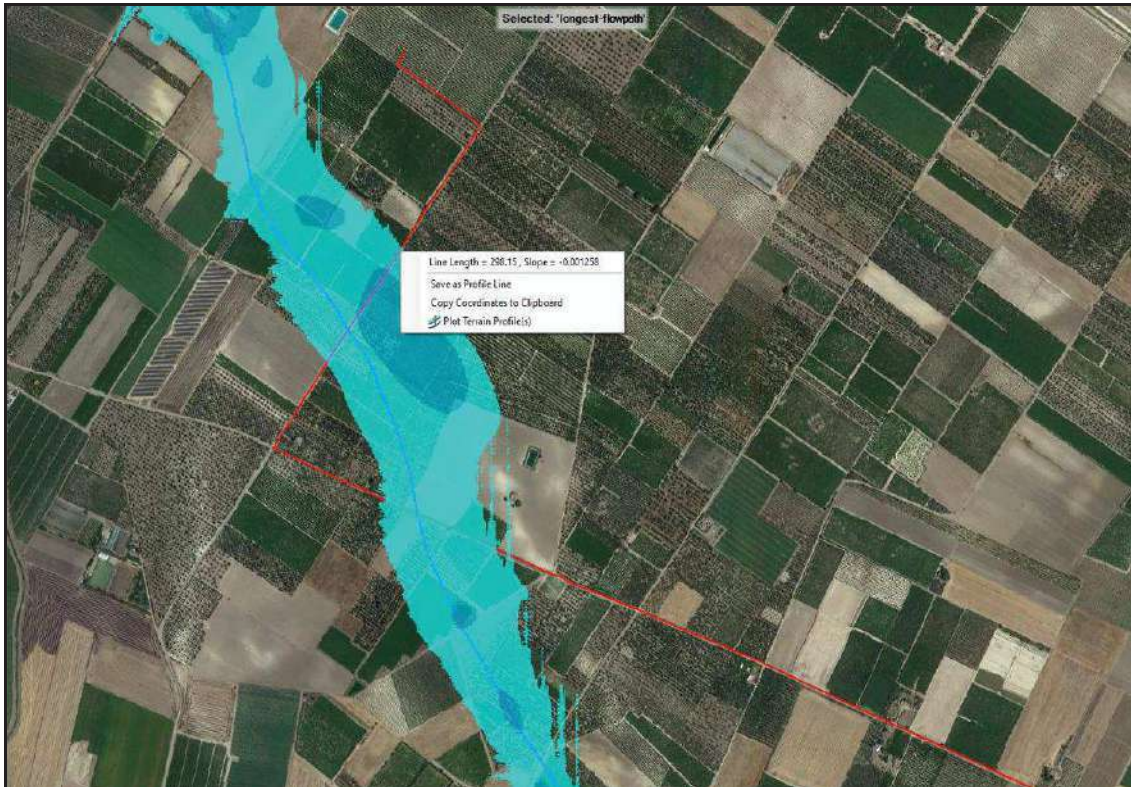 Selected: 'longest-flowpath'
Line Length = 298.15, Slope = -0.001258
Save as Profile Line
Copy Coordinates to Clipboard
Plot Terrain Profile(s)